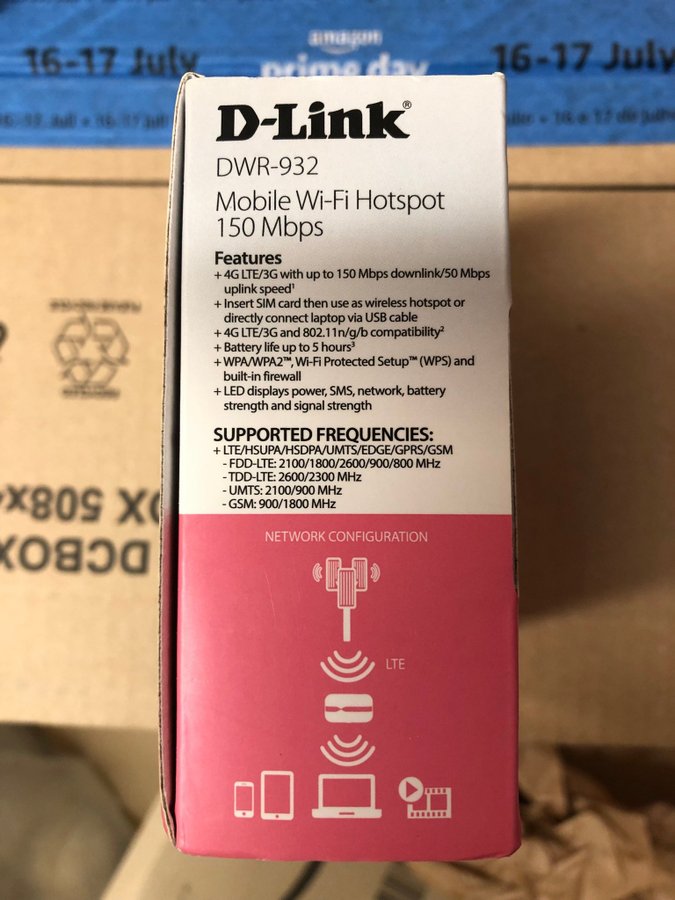 amazon
16-17 July prime day 16-17 July
D-Link®
DWR-932
Mobile Wi-Fi Hotspot
150 Mbps
Features
+ 4G LTE/3G with up to 150 Mbps downlink/50 Mbps
uplink speed¹
+ Insert SIM card then use as wireless hotspot or
directly connect laptop via USB cable
+ 4G LTE/3G and 802.11n/g/b compatibility²
+ Battery life up to 5 hours³
+ WPA/WPA2™, Wi-Fi Protected Setup™ (WPS) and
built-in firewall
+ LED displays power, SMS, network, battery
strength and signal strength
SUPPORTED FREQUENCIES:
+ LTE/HSUPA/HSDPA/UMTS/EDGE/GPRS/GSM
- FDD-LTE: 2100/1800/2600/900/800 MHz
- TDD-LTE: 2600/2300 MHz
- UMTS: 2100/900 MHz
- GSM: 900/1800 MHz
NETWORK CONFIGURATION
LTE
OX 508x
DCBOX